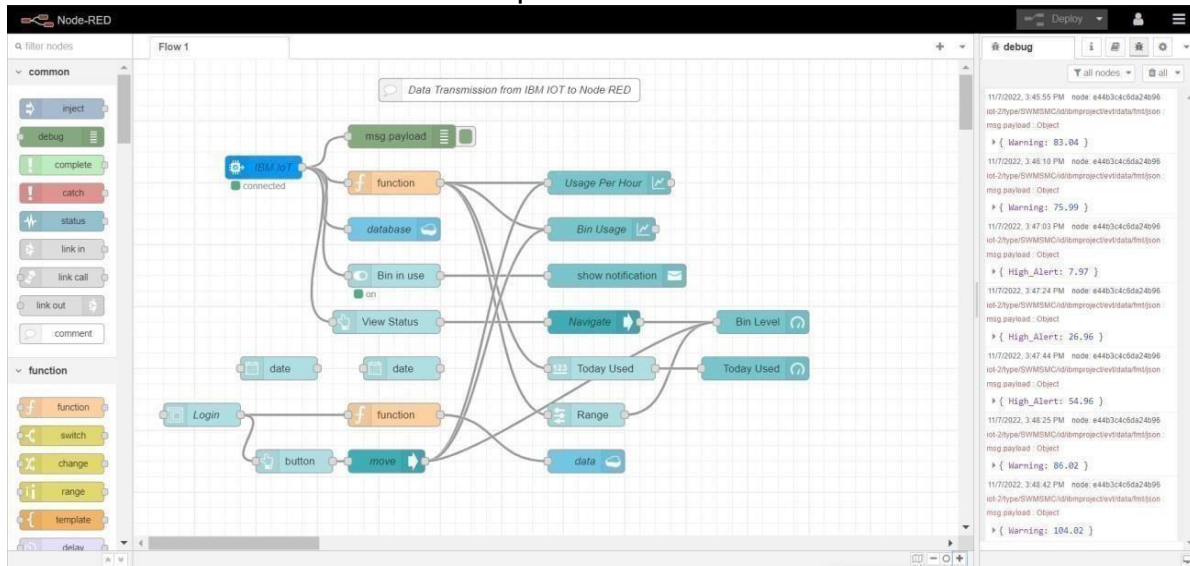 Node-RED
Deploy
filter nodes
common
inject
debug
complete
catch
status
link in
link call
link out
comment
function
function
switch
change
range
template
delay
Flow 1
Data Transmission from IBM IOT to Node RED
msg.payload
IBM IoT
connected
function
Usage Per Hour
database
Bin Usage
Bin in use
on
show notification
View Status
Navigate
Bin Level
date
date
Today Used
Today Used
Login
function
Range
button
move
data
debug
all nodes
all
11/7/2022, 3:45:55 PM node: e44b3c4c6da24b96
iot-2/type/SWMSMC/id/ibmproject/evt/data/fmt/json :
msg.payload : Object
{ Warning: 83.04 }
11/7/2022, 3:46:10 PM node: e44b3c4c6da24b96
iot-2/type/SWMSMC/id/ibmproject/evt/data/fmt/json :
msg.payload : Object
{ Warning: 75.99 }
11/7/2022, 3:47:03 PM node: e44b3c4c6da24b96
iot-2/type/SWMSMC/id/ibmproject/evt/data/fmt/json :
msg.payload : Object
{ High_Alert: 7.97 }
11/7/2022, 3:47:24 PM node: e44b3c4c6da24b96
iot-2/type/SWMSMC/id/ibmproject/evt/data/fmt/json :
msg.payload : Object
{ High_Alert: 26.96 }
11/7/2022, 3:47:44 PM node: e44b3c4c6da24b96
iot-2/type/SWMSMC/id/ibmproject/evt/data/fmt/json :
msg.payload : Object
{ High_Alert: 54.96 }
11/7/2022, 3:48:25 PM node: e44b3c4c6da24b96
iot-2/type/SWMSMC/id/ibmproject/evt/data/fmt/json :
msg.payload : Object
{ Warning: 86.02 }
11/7/2022, 3:48:42 PM node: e44b3c4c6da24b96
iot-2/type/SWMSMC/id/ibmproject/evt/data/fmt/json :
msg.payload : Object
{ Warning: 104.02 }